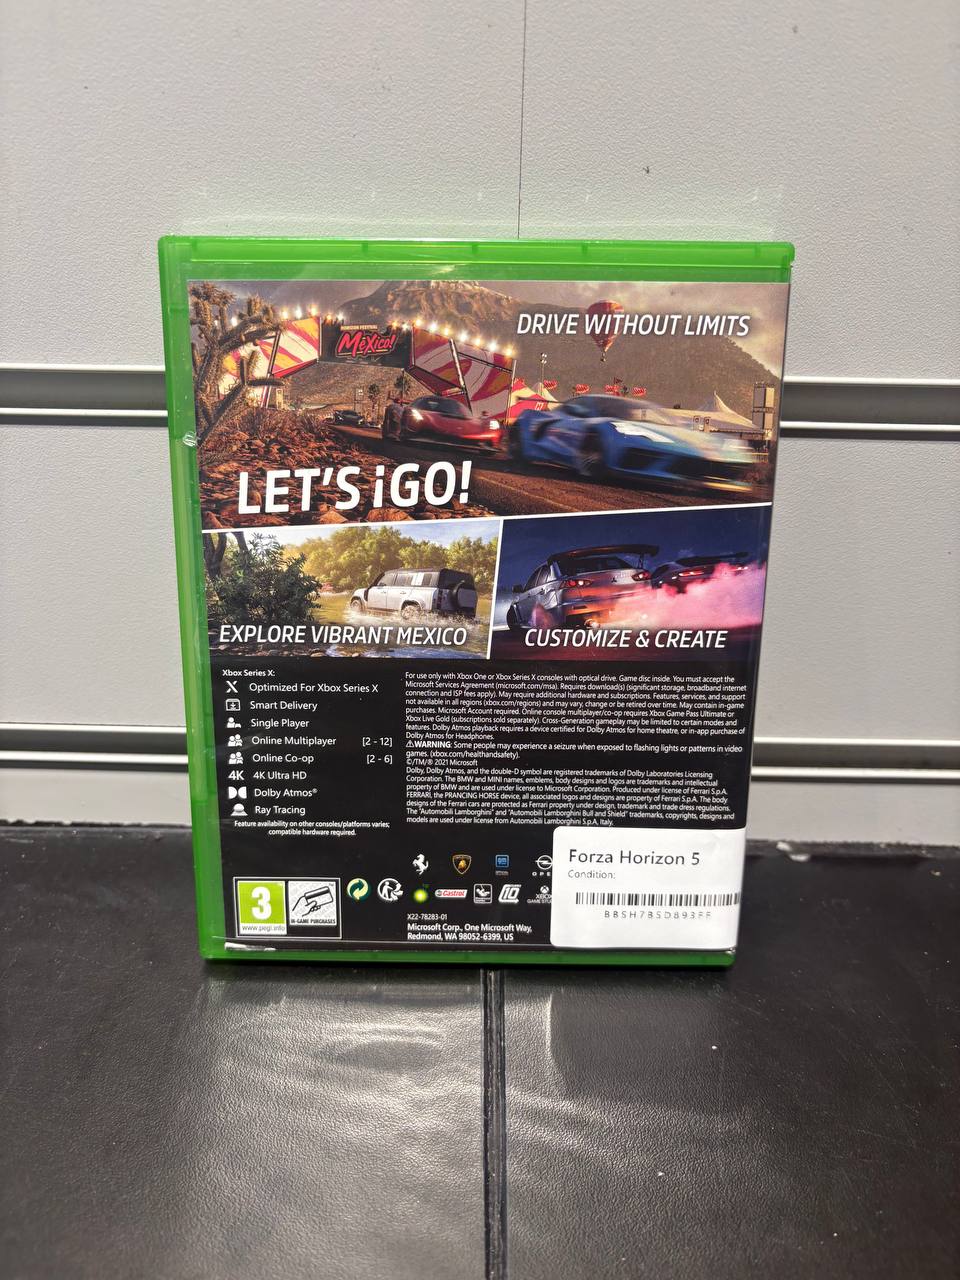 DRIVE WITHOUT LIMITS
HORIZON FESTIVAL
México!
LET'S ¡GO!
EXPLORE VIBRANT MEXICO
CUSTOMIZE & CREATE
Xbox Series X:
Optimized For Xbox Series X
Smart Delivery
Single Player
Online Multiplayer [2 - 12]
Online Co-op [2 - 6]
4K 4K Ultra HD
Dolby Atmos®
Ray Tracing
Feature availability on other consoles/platforms varies;
compatible hardware required.
For use only with Xbox One or Xbox Series X consoles with optical drive. Game disc inside. You must accept the
Microsoft Services Agreement (microsoft.com/msa). Requires download(s) (significant storage, broadband internet
connection and ISP fees apply). May require additional hardware and subscriptions. Features, services, and support
not available in all regions (xbox.com/regions) and may vary, change or be retired over time. May contain in-game
purchases. Microsoft Account required. Online console multiplayer/co-op requires Xbox Game Pass Ultimate or
Xbox Live Gold (subscriptions sold separately). Cross-Generation gameplay may be limited to certain modes and
features. Dolby Atmos playback requires a device certified for Dolby Atmos for home theatre, or in-app purchase of
Dolby Atmos for Headphones.
WARNING: Some people may experience a seizure when exposed to flashing lights or patterns in video
games. (xbox.com/healthandsafety).
©/TM/® 2021 Microsoft
Dolby, Dolby Atmos, and the double-D symbol are registered trademarks of Dolby Laboratories Licensing
Corporation. The BMW and MINI names, emblems, body designs and logos are trademarks and intellectual
property of BMW and are used under license to Microsoft Corporation. Produced under license of Ferrari S.p.A.
FERRARI, the PRANCING HORSE device, all associated logos and designs are property of Ferrari S.p.A. The body
designs of the Ferrari cars are protected as Ferrari property under design, trademark and trade dress regulations.
The "Automobili Lamborghini" and "Automobili Lamborghini Bull and Shield" trademarks, copyrights, designs and
models are used under license from Automobili Lamborghini S.p.A, Italy.
gm
OPE
bp
Castrol
XBOX
GAME STU
3
www.pegi.info
IN-GAME PURCHASES
X22-78283-01
Microsoft Corp., One Microsoft Way,
Redmond, WA 98052-6399, US
Forza Horizon 5
Condition: